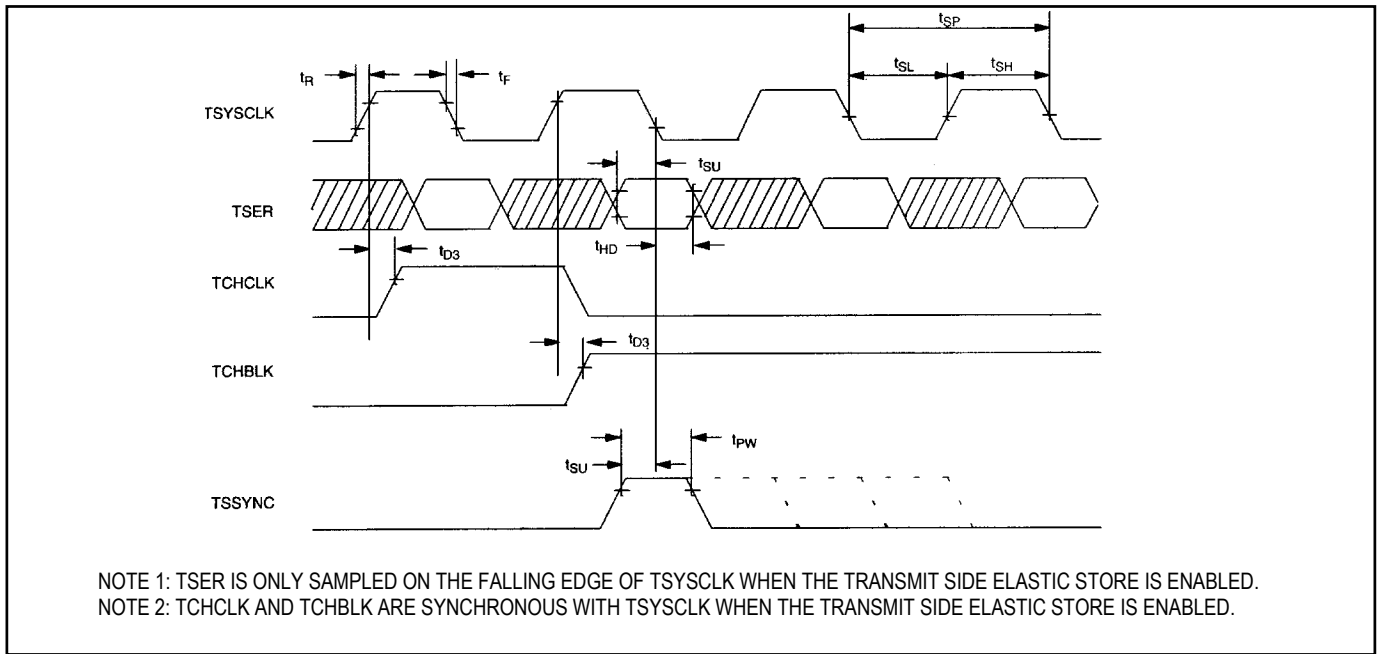 tSP
tR
tF
tSL
tSH
TSYSCLK
tSU
TSER
tD3
tHD
TCHCLK
tD3
TCHBLK
tPW
tSU
TSSYNC
NOTE 1: TSER IS ONLY SAMPLED ON THE FALLING EDGE OF TSYSCLK WHEN THE TRANSMIT SIDE ELASTIC STORE IS ENABLED.
NOTE 2: TCHCLK AND TCHBLK ARE SYNCHRONOUS WITH TSYSCLK WHEN THE TRANSMIT SIDE ELASTIC STORE IS ENABLED.